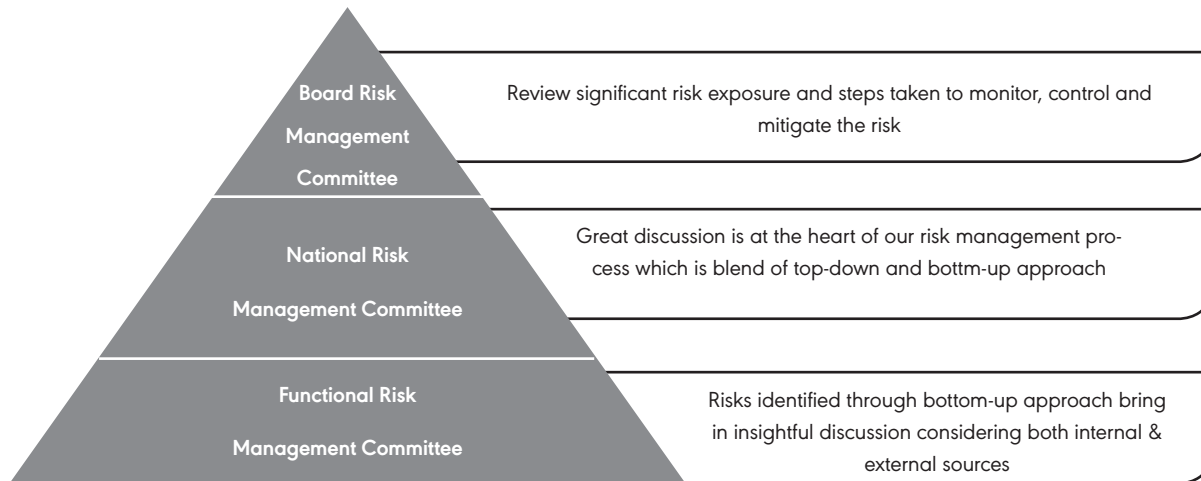 Board Risk
Management
Committee
Review significant risk exposure and steps taken to monitor, control and
mitigate the risk
National Risk
Management Committee
Great discussion is at the heart of our risk management pro-
cess which is blend of top-down and bottm-up approach
Functional Risk
Management Committee
Risks identified through bottom-up approach bring
in insightful discussion considering both internal &
external sources